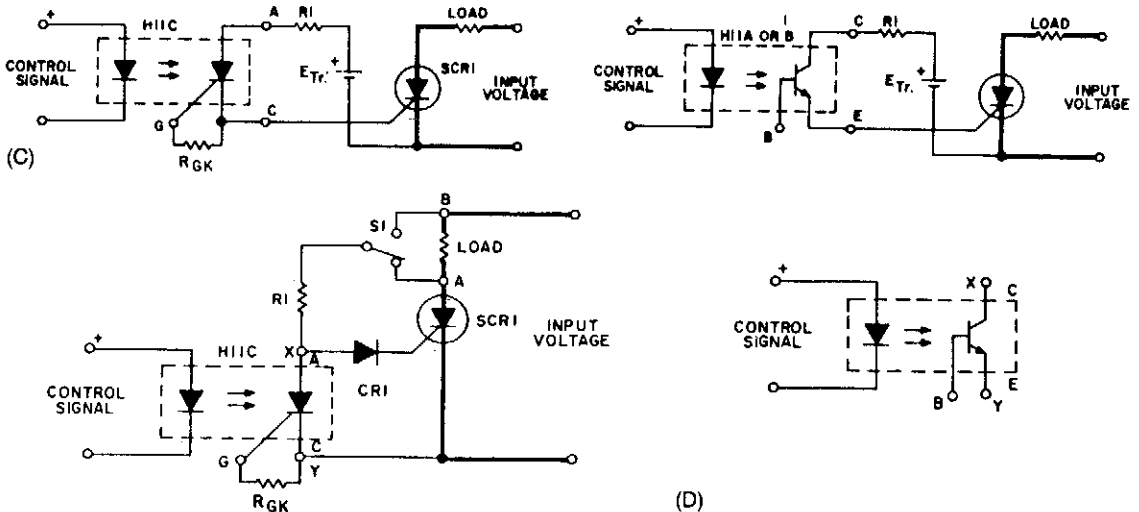 H11C
A
R1
LOAD
+
CONTROL
SIGNAL
E Tr.
+
SCR1
INPUT
VOLTAGE
G
C
R GK
(C)
H11A OR B
C
R1
LOAD
+
CONTROL
SIGNAL
E Tr.
+
INPUT
VOLTAGE
B
E
B
S1
LOAD
A
R1
SCR1
INPUT
VOLTAGE
+
H11C
X
A
CR1
CONTROL
SIGNAL
G
C
Y
R GK
+
X
C
CONTROL
SIGNAL
B
E
Y
(D)